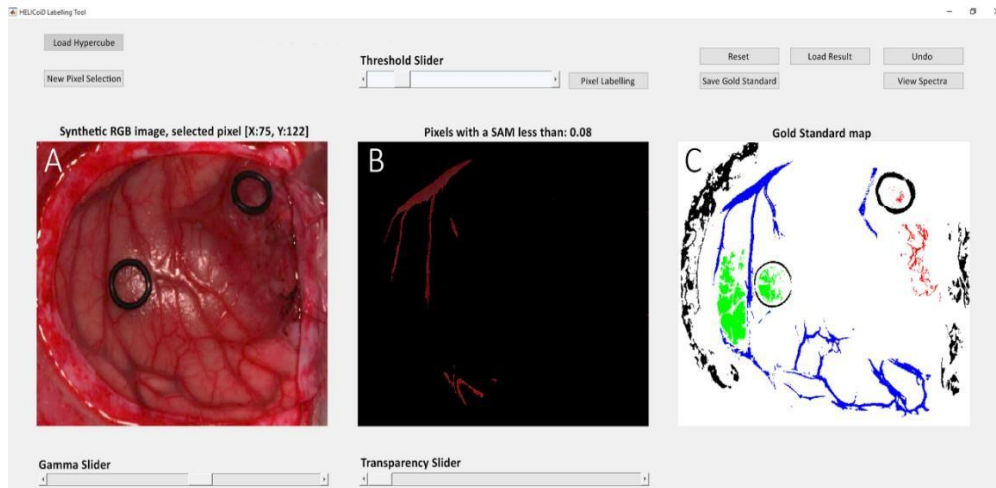 HELICoiD Labelling Tool
Load Hypercube
New Pixel Selection
Threshold Slider
Pixel Labelling
Reset
Load Result
Undo
Save Gold Standard
View Spectra
Synthetic RGB image, selected pixel [X:75, Y:122]
Pixels with a SAM less than: 0.08
Gold Standard map
A
B
C
Gamma Slider
Transparency Slider